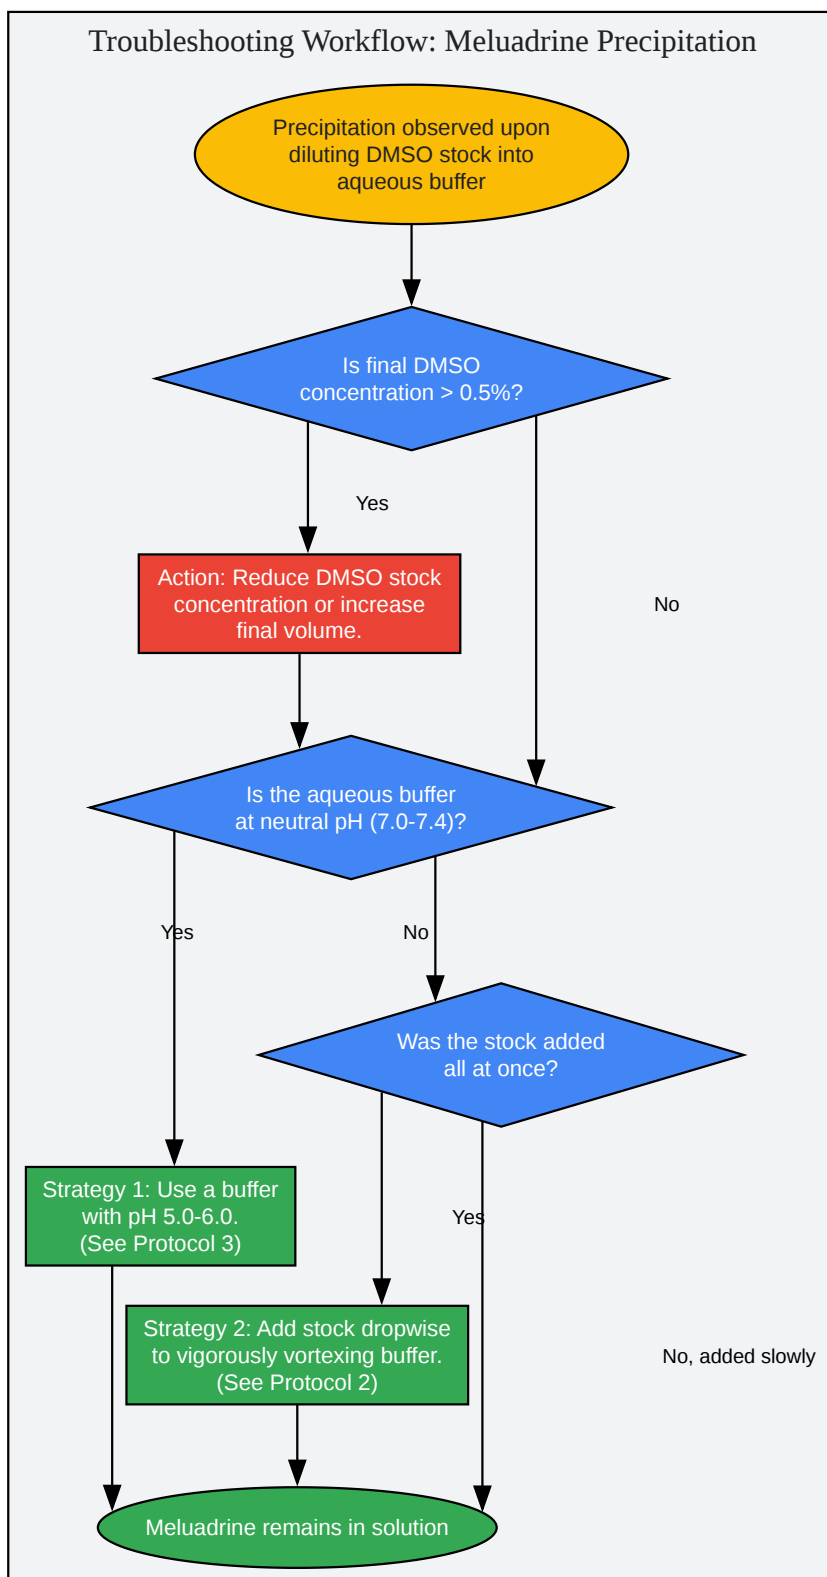 Troubleshooting Workflow: Meluadrine Precipitation
Precipitation observed upon
diluting DMSO stock into
aqueous buffer
Is final DMSO
concentration > 0.5%?
Yes
Action: Reduce DMSO stock
concentration or increase
final volume.
No
Is the aqueous buffer
at neutral pH (7.0-7.4)?
Yes
No
Was the stock added
all at once?
Strategy 1: Use a buffer
with pH 5.0-6.0.
(See Protocol 3)
Yes
Strategy 2: Add stock dropwise
to vigorously vortexing buffer.
(See Protocol 2)
No, added slowly
Meluadrine remains in solution